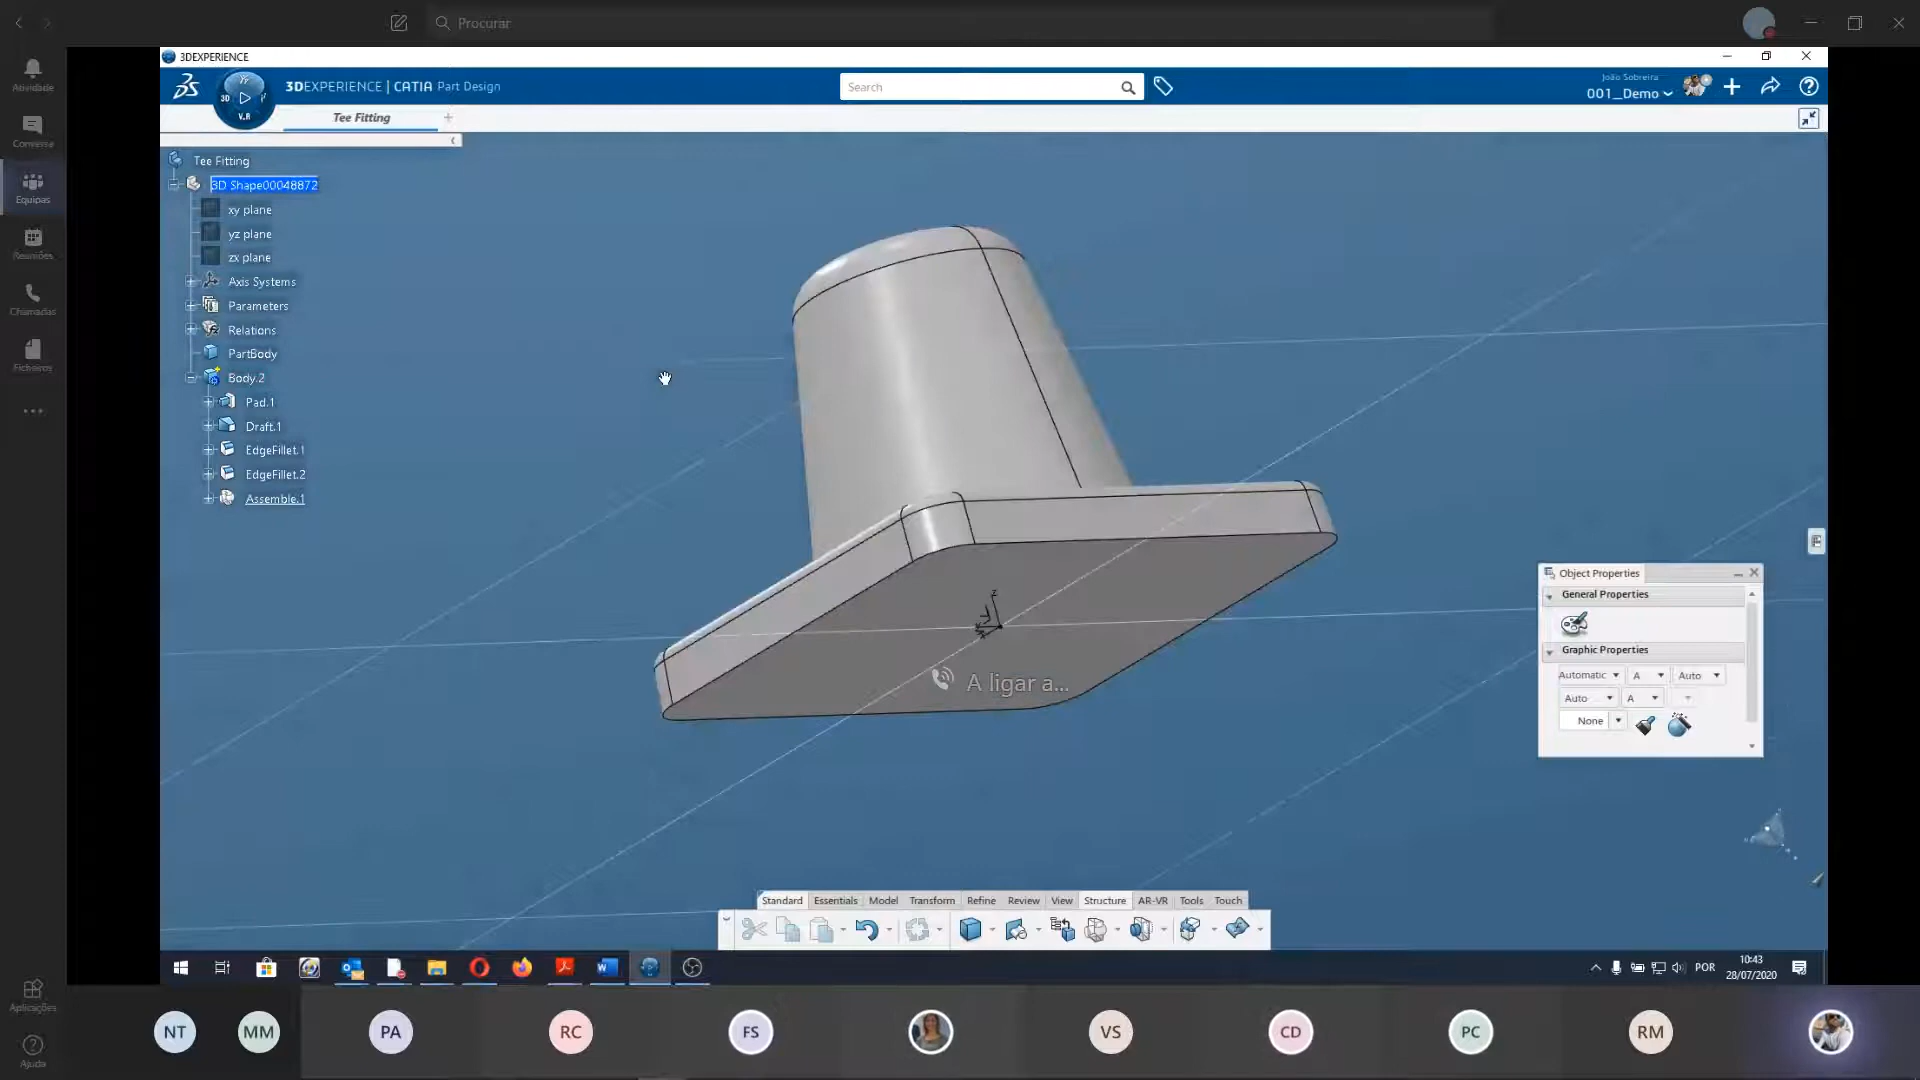 Procurar
Atividade
Conversa
Equipas
Reuniões
Chamadas
Ficheiros
Aplicações
Ajuda
3DEXPERIENCE
3DEXPERIENCE | CATIA Part Design
Search
João Sobreira
001_Demo
3D
V.R
Tee Fitting
Tee Fitting
3D Shape00048872
xy plane
yz plane
zx plane
Axis Systems
Parameters
Relations
PartBody
Body.2
Pad.1
Draft.1
EdgeFillet.1
EdgeFillet.2
Assemble.1
A ligar a...
Object Properties
General Properties
Graphic Properties
Automatic
A
Auto
Auto
A
None
Standard
Essentials
Model
Transform
Refine
Review
View
Structure
AR-VR
Tools
Touch
POR
10:43
28/07/2020
NT
MM
PA
RC
FS
VS
CD
PC
RM